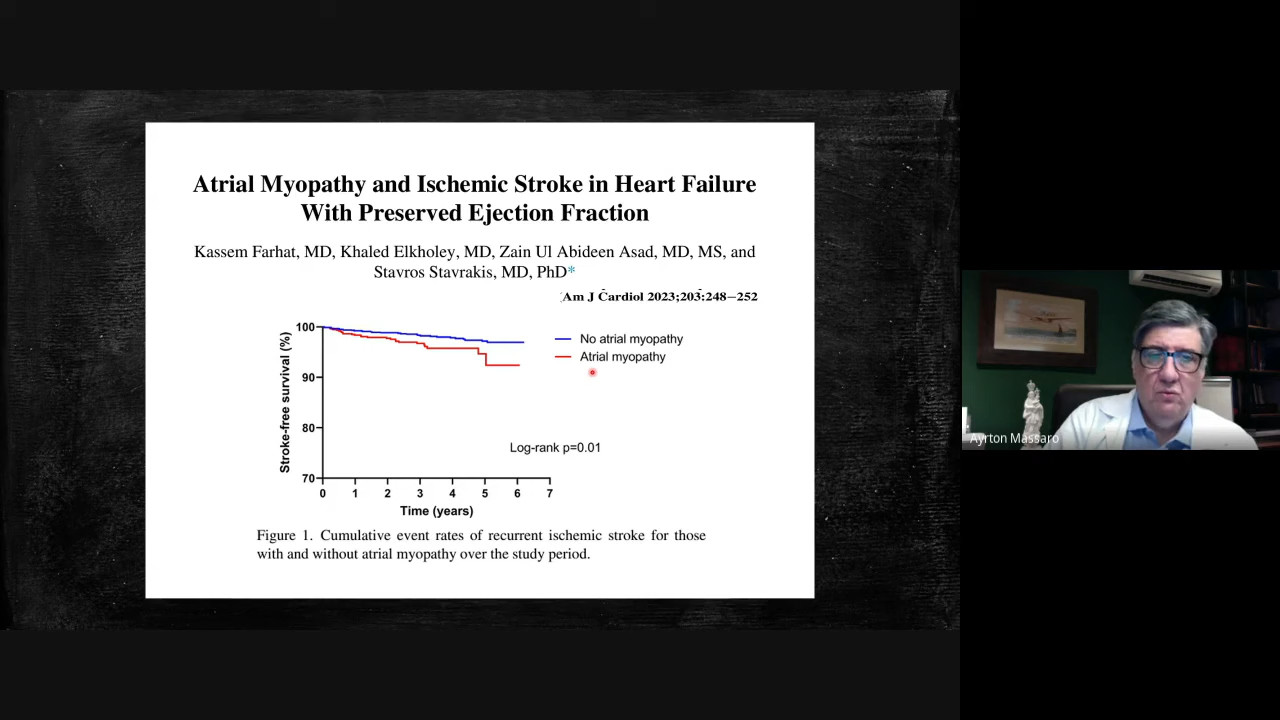 Atrial Myopathy and Ischemic Stroke in Heart Failure
With Preserved Ejection Fraction
Kassem Farhat, MD, Khaled Elkholey, MD, Zain Ul Abideen Asad, MD, MS, and
Stavros Stavrakis, MD, PhD*
Am J Cardiol 2023;203:248–252
Stroke-free survival (%)
100
90
80
70
No atrial myopathy
Atrial myopathy
Log-rank p=0.01
0 1 2 3 4 5 6 7
Time (years)
Figure 1. Cumulative event rates of recurrent ischemic stroke for those
with and without atrial myopathy over the study period.
Ayrton Massaro